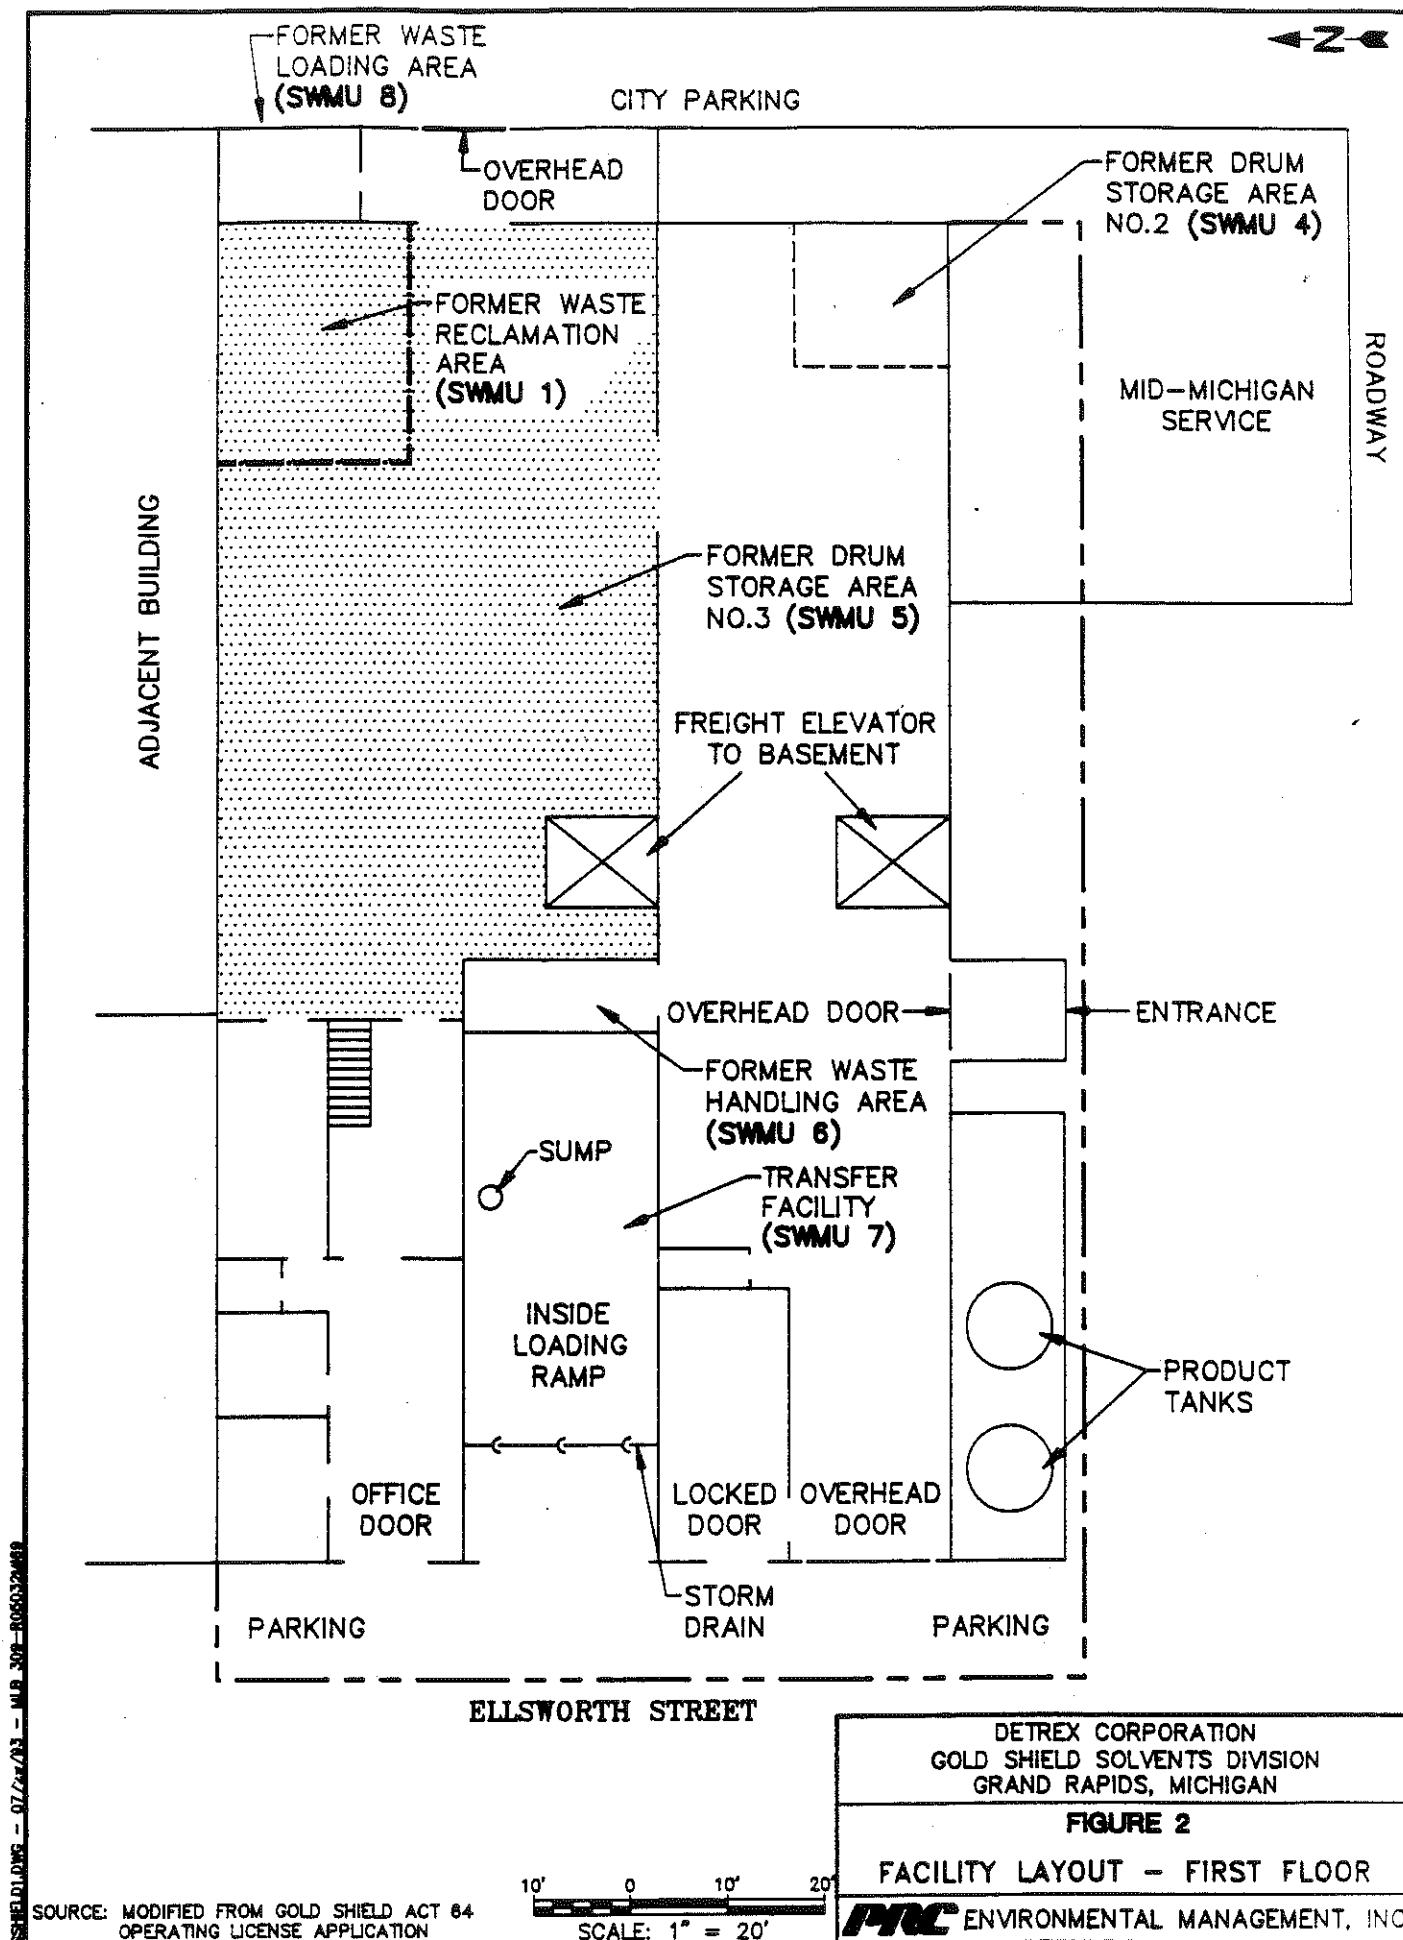 FORMER WASTE
LOADING AREA
(SWMU 8)
N
CITY PARKING
OVERHEAD
DOOR
FORMER DRUM
STORAGE AREA
NO.2 (SWMU 4)
FORMER WASTE
RECLAMATION
AREA
(SWMU 1)
MID-MICHIGAN
SERVICE
ROADWAY
ADJACENT BUILDING
FORMER DRUM
STORAGE AREA
NO.3 (SWMU 5)
FREIGHT ELEVATOR
TO BASEMENT
OVERHEAD DOOR
ENTRANCE
FORMER WASTE
HANDLING AREA
(SWMU 6)
SUMP
TRANSFER
FACILITY
(SWMU 7)
INSIDE
LOADING
RAMP
PRODUCT
TANKS
OFFICE
DOOR
LOCKED
DOOR
OVERHEAD
DOOR
STORM
DRAIN
PARKING
PARKING
ELLSWORTH STREET
DETREX CORPORATION
GOLD SHIELD SOLVENTS DIVISION
GRAND RAPIDS, MICHIGAN
FIGURE 2
FACILITY LAYOUT - FIRST FLOOR
PRC ENVIRONMENTAL MANAGEMENT, INC
SOURCE: MODIFIED FROM GOLD SHIELD ACT 64
OPERATING LICENSE APPLICATION
10' 0 10' 20'
SCALE: 1" = 20'